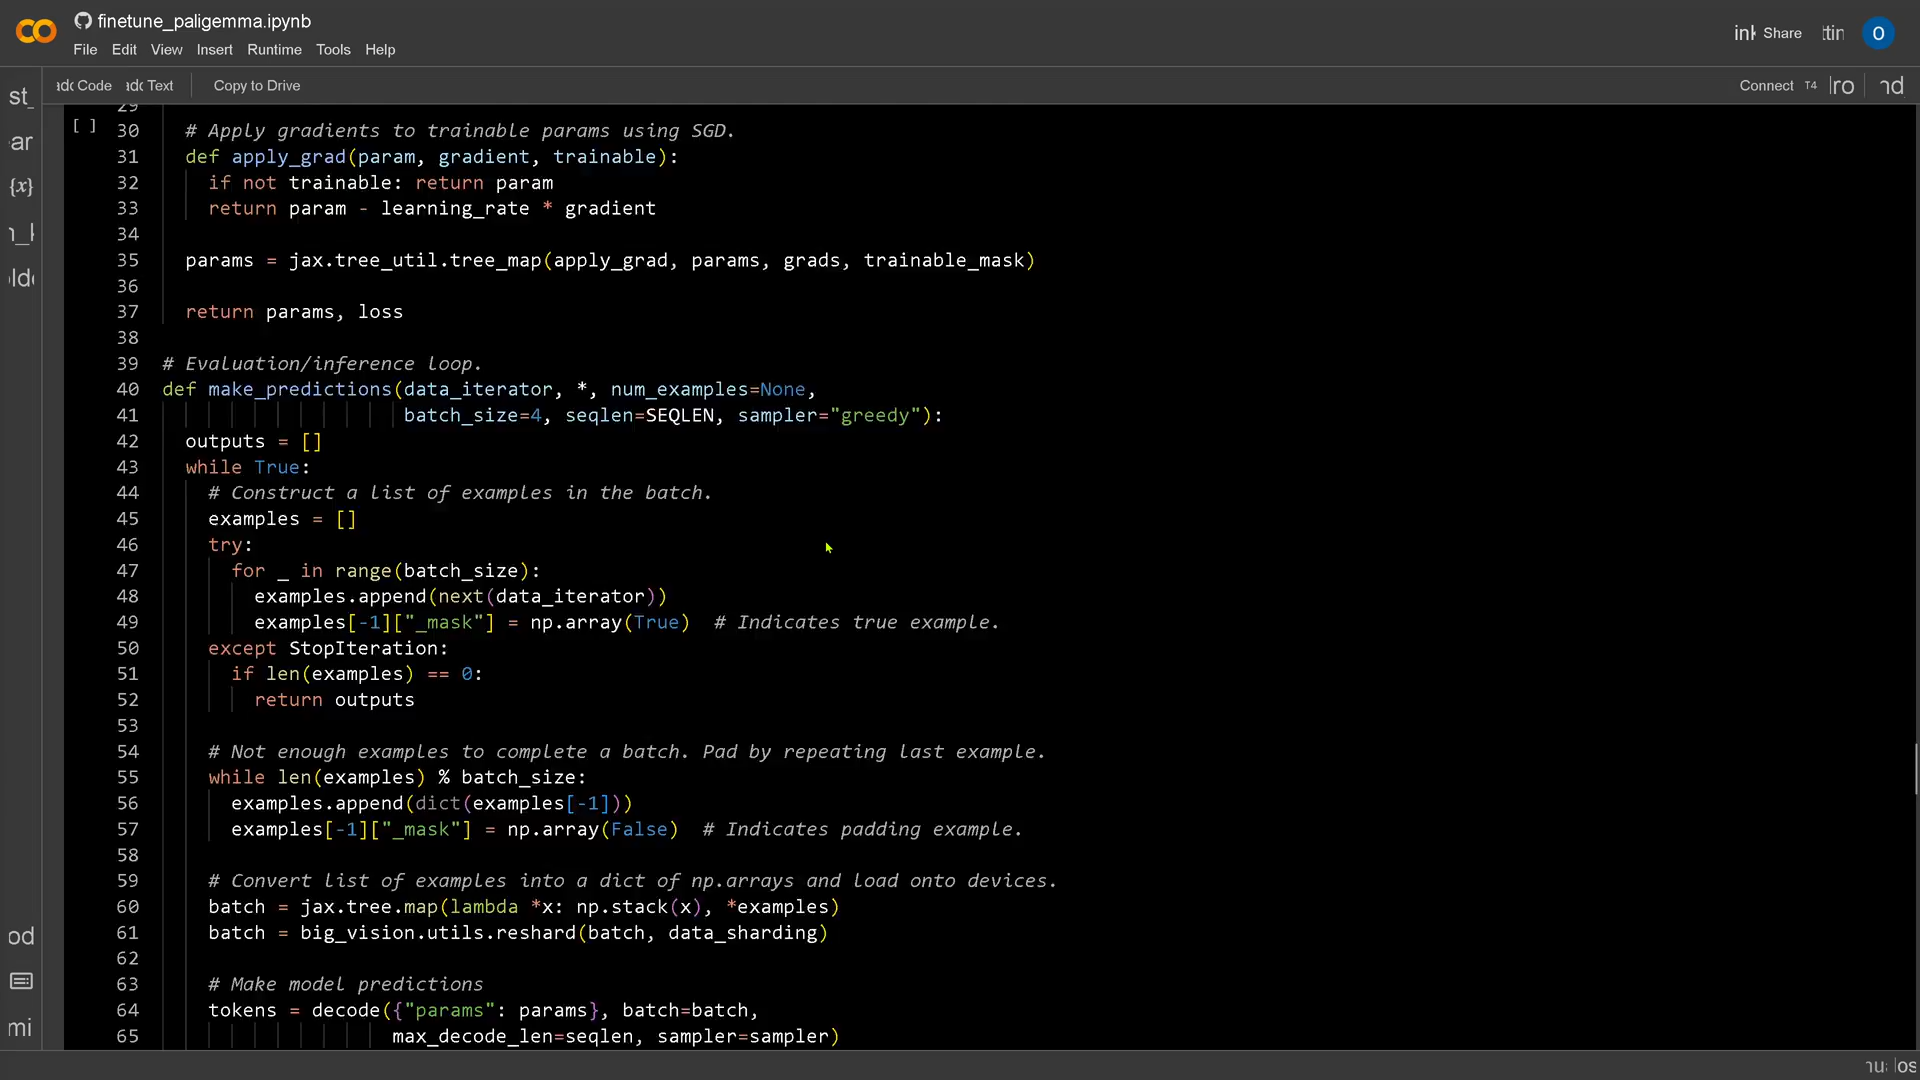 finetune_paligemma.ipynb
File Edit View Insert Runtime Tools Help
Share
O
Code Text Copy to Drive
Connect T4
{x}
[ ]
29
30 # Apply gradients to trainable params using SGD.
31 def apply_grad(param, gradient, trainable):
32 if not trainable: return param
33 return param - learning_rate * gradient
34
35 params = jax.tree_util.tree_map(apply_grad, params, grads, trainable_mask)
36
37 return params, loss
38
39 # Evaluation/inference loop.
40 def make_predictions(data_iterator, *, num_examples=None,
41 batch_size=4, seqlen=SEQLEN, sampler="greedy"):
42 outputs = []
43 while True:
44 # Construct a list of examples in the batch.
45 examples = []
46 try:
47 for _ in range(batch_size):
48 examples.append(next(data_iterator))
49 examples[-1]["_mask"] = np.array(True) # Indicates true example.
50 except StopIteration:
51 if len(examples) == 0:
52 return outputs
53
54 # Not enough examples to complete a batch. Pad by repeating last example.
55 while len(examples) % batch_size:
56 examples.append(dict(examples[-1]))
57 examples[-1]["_mask"] = np.array(False) # Indicates padding example.
58
59 # Convert list of examples into a dict of np.arrays and load onto devices.
60 batch = jax.tree.map(lambda *x: np.stack(x), *examples)
61 batch = big_vision.utils.reshard(batch, data_sharding)
62
63 # Make model predictions
64 tokens = decode({"params": params}, batch=batch,
65 max_decode_len=seqlen, sampler=sampler)